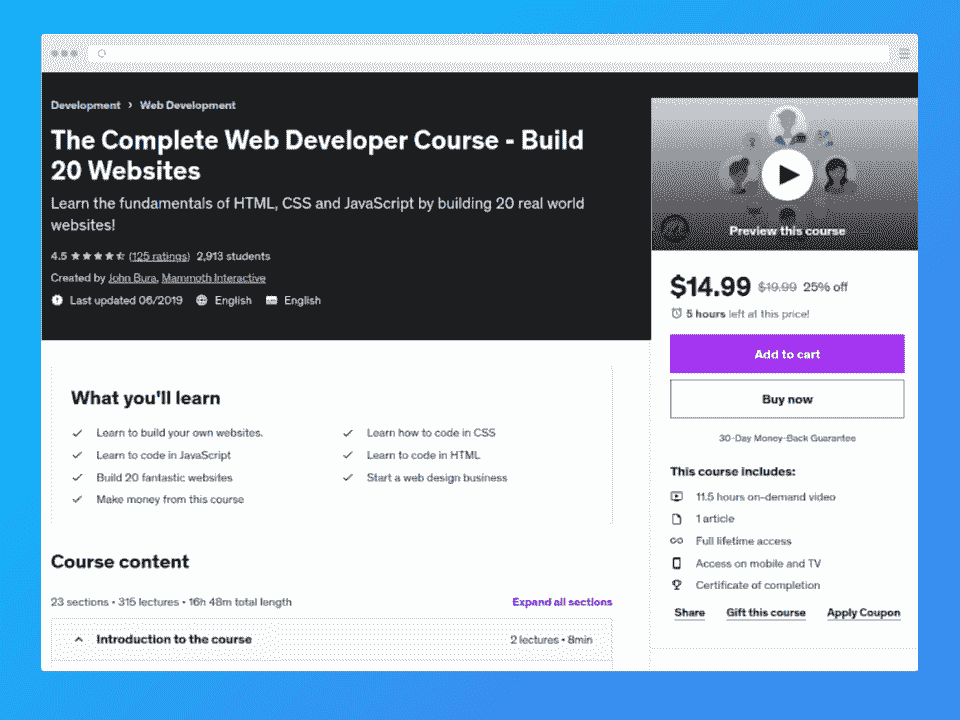 Development › Web Development
The Complete Web Developer Course - Build
20 Websites
Learn the fundamentals of HTML, CSS and JavaScript by building 20 real world
websites!
4.5 (125 ratings) 2,913 students
Created by John Bura, Mammoth Interactive
Last updated 06/2019 English English
Preview this course
$14.99 $19.99 25% off
5 hours left at this price!
Add to cart
Buy now
30-Day Money-Back Guarantee
This course includes:
11.5 hours on-demand video
1 article
Full lifetime access
Access on mobile and TV
Certificate of completion
Share Gift this course Apply Coupon
What you'll learn
Learn to build your own websites.
Learn to code in JavaScript
Build 20 fantastic websites
Make money from this course
Learn how to code in CSS
Learn to code in HTML
Start a web design business
Course content
23 sections • 315 lectures • 16h 48m total length
Expand all sections
Introduction to the course
2 lectures • 8min